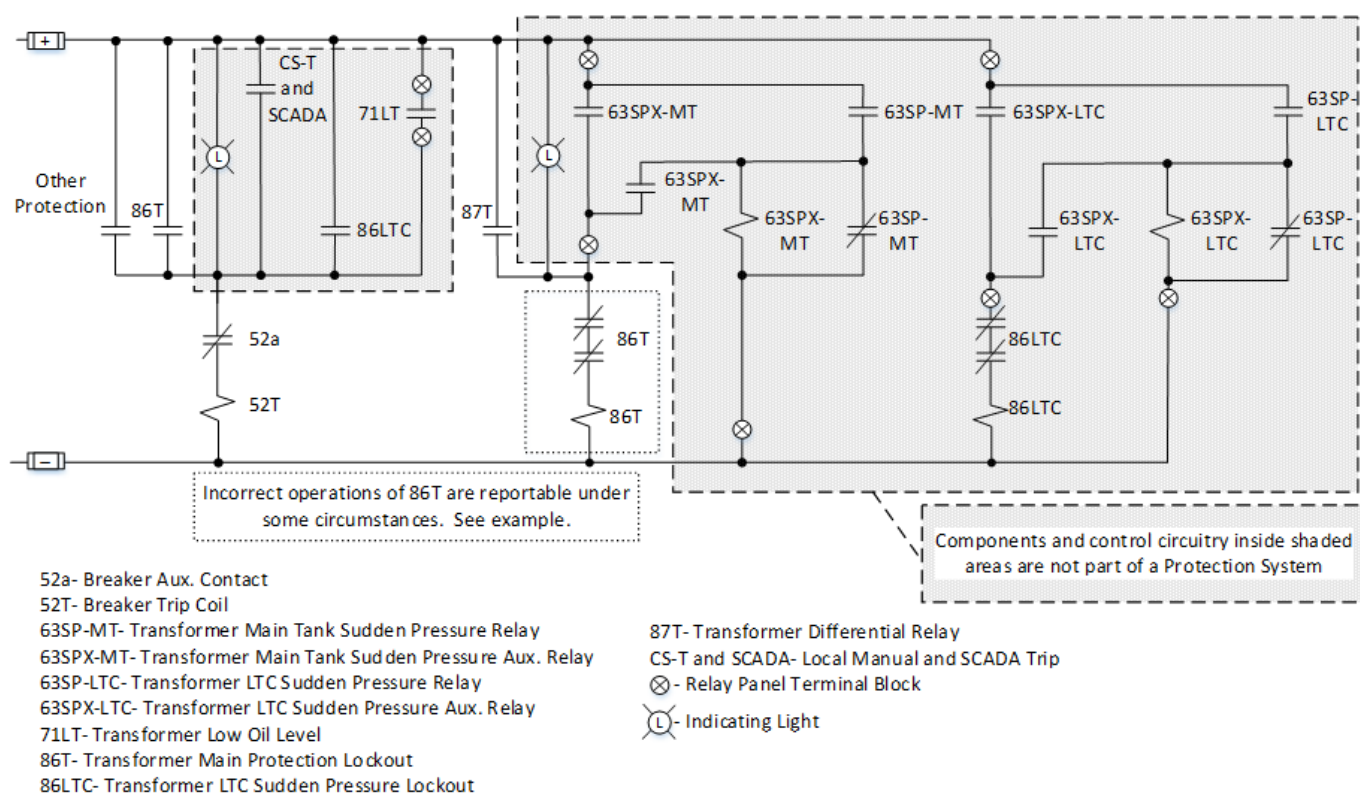 +
CS-T
and
SCADA
71LT
63SPX-MT
63SP-MT
63SPX-LTC
63SP-
LTC
L
L
Other
Protection
86T
86LTC
87T
63SPX-
MT
63SPX-
MT
63SP-
MT
63SPX-
LTC
63SPX-
LTC
63SP-
LTC
52a
86T
86LTC
52T
86T
86LTC
-
Incorrect operations of 86T are reportable under
some circumstances. See example.
Components and control circuitry inside shaded
areas are not part of a Protection System
52a- Breaker Aux. Contact
52T- Breaker Trip Coil
63SP-MT- Transformer Main Tank Sudden Pressure Relay
63SPX-MT- Transformer Main Tank Sudden Pressure Aux. Relay
63SP-LTC- Transformer LTC Sudden Pressure Relay
63SPX-LTC- Transformer LTC Sudden Pressure Aux. Relay
71LT- Transformer Low Oil Level
86T- Transformer Main Protection Lockout
86LTC- Transformer LTC Sudden Pressure Lockout
87T- Transformer Differential Relay
CS-T and SCADA- Local Manual and SCADA Trip
- Relay Panel Terminal Block
L - Indicating Light